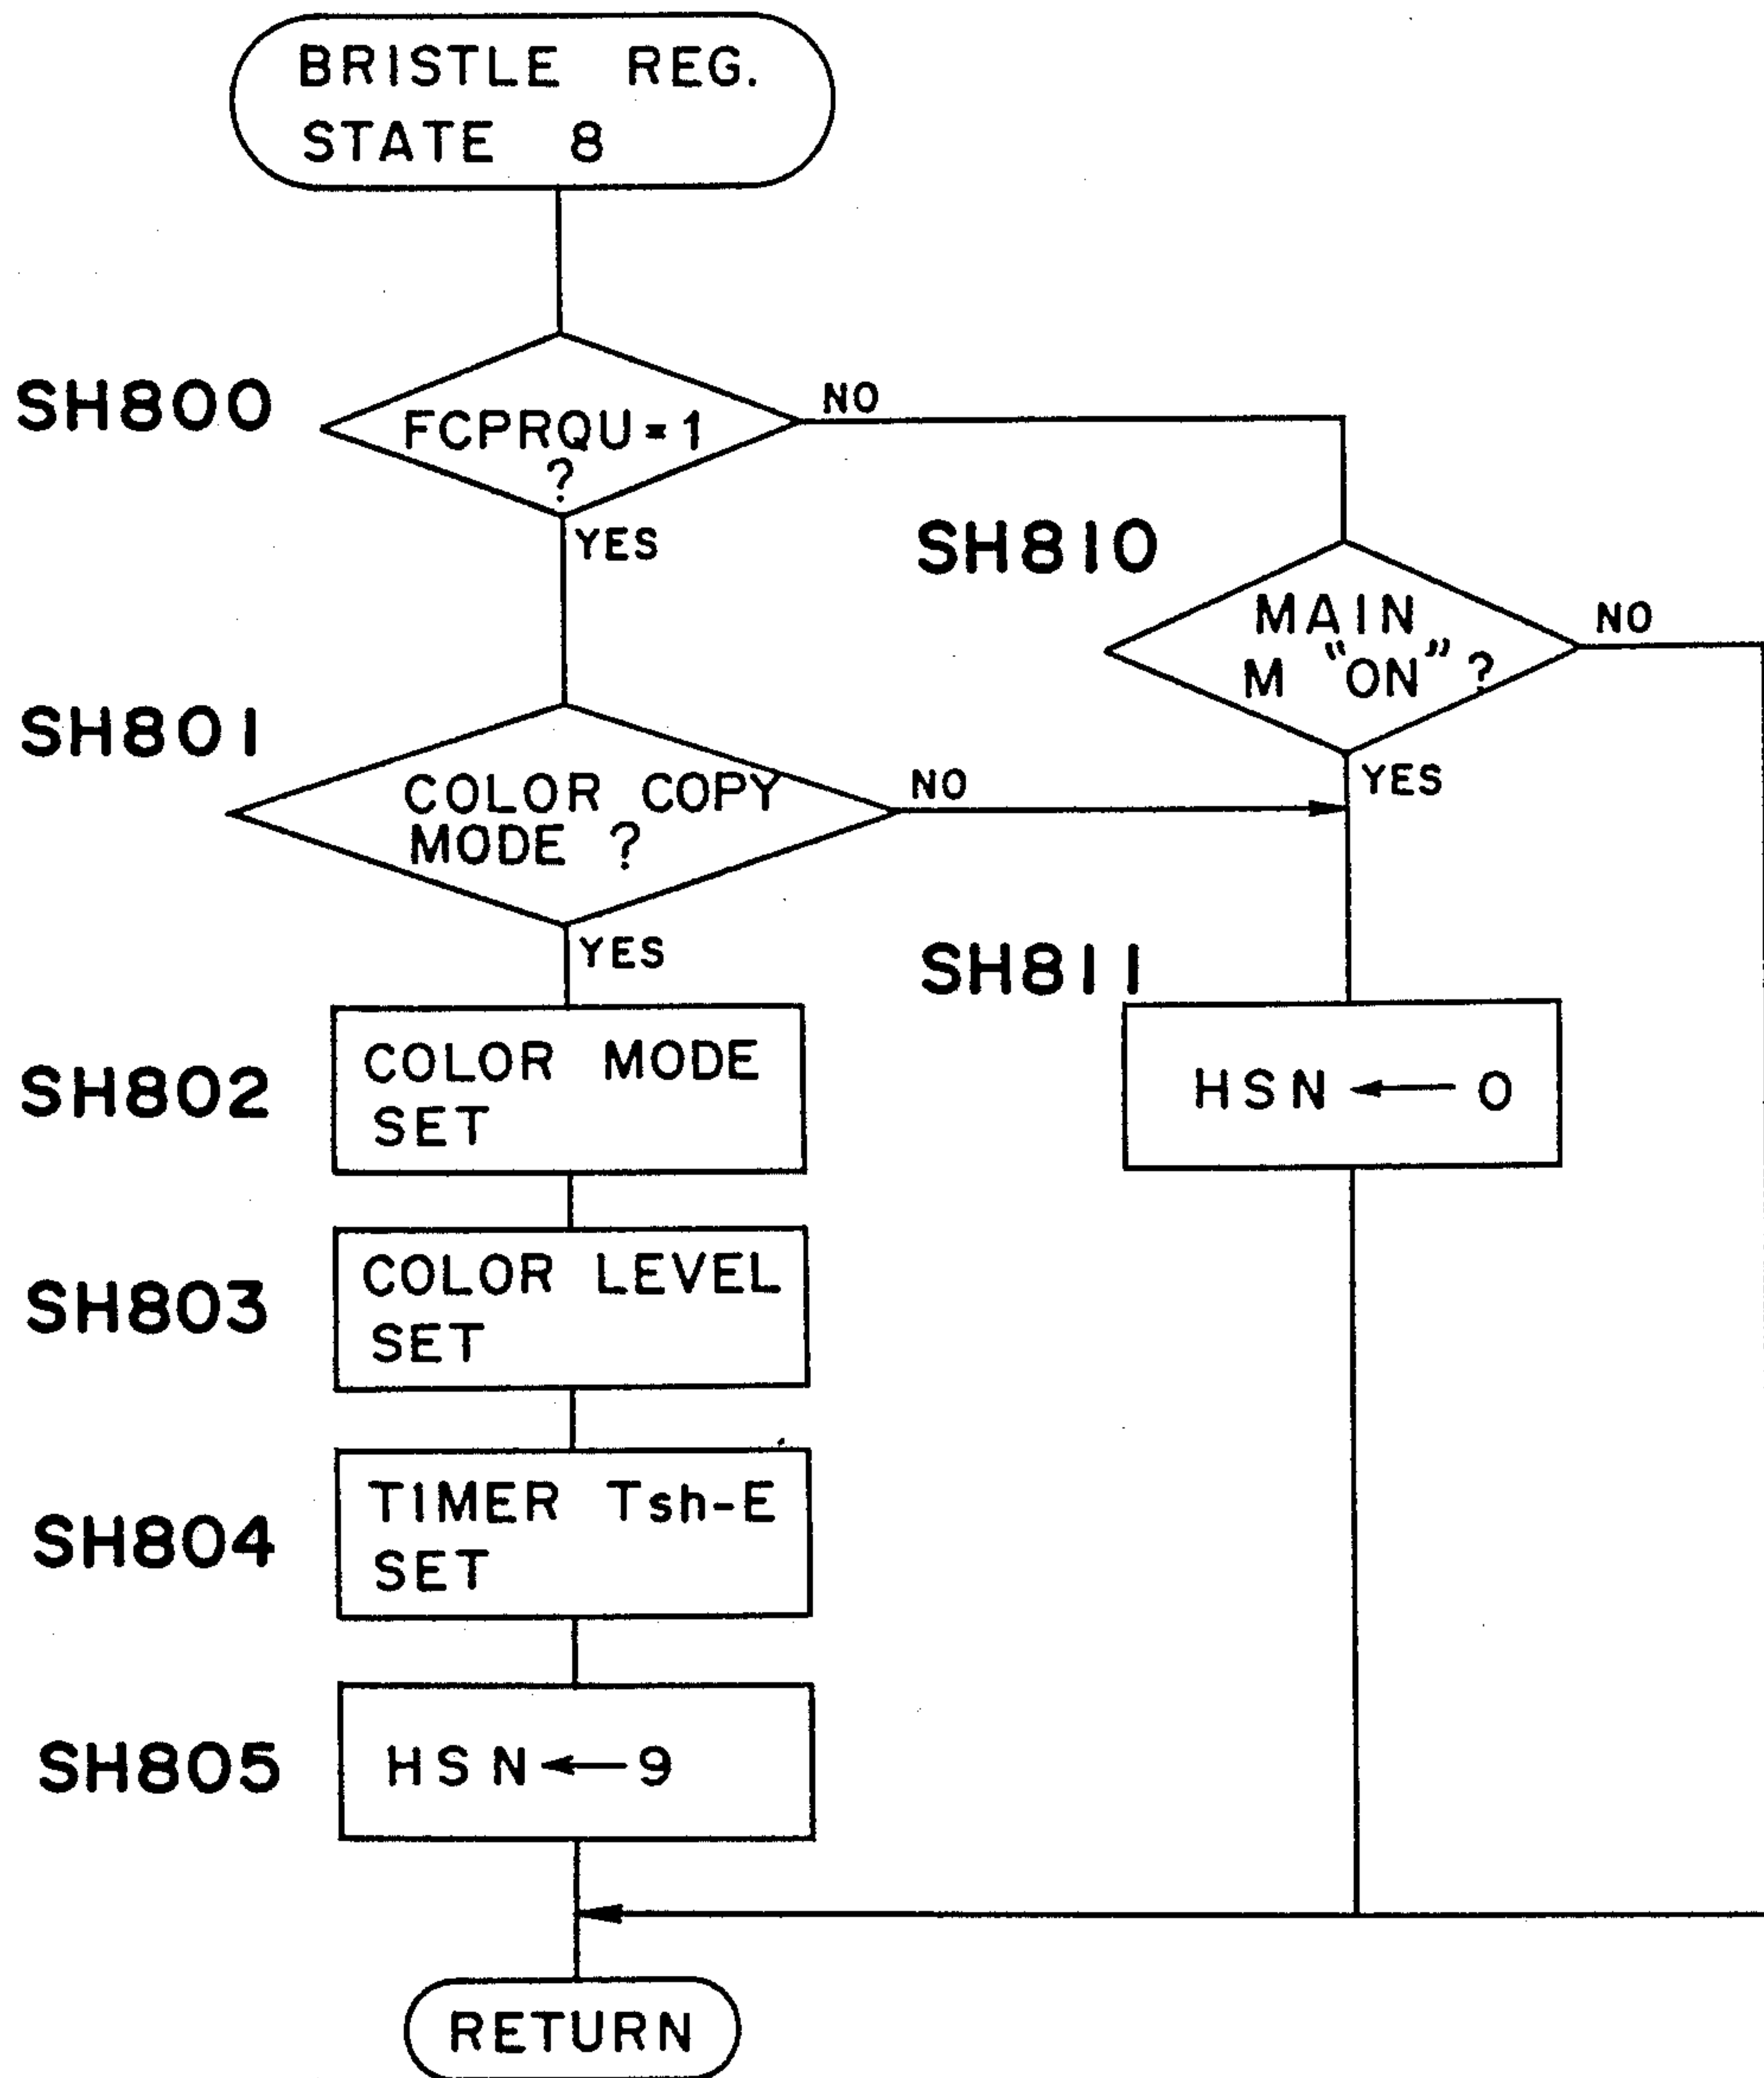 BRISTLE REG.
STATE 8
SH800
FCPRQU=1
?
NO
YES
SH810
MAIN
M "ON" ?
NO
YES
SH801
COLOR COPY
MODE ?
NO
YES
SH811
HSN ← 0
SH802
COLOR MODE
SET
SH803
COLOR LEVEL
SET
SH804
TIMER Tsh-E
SET
SH805
HSN ← 9
RETURN